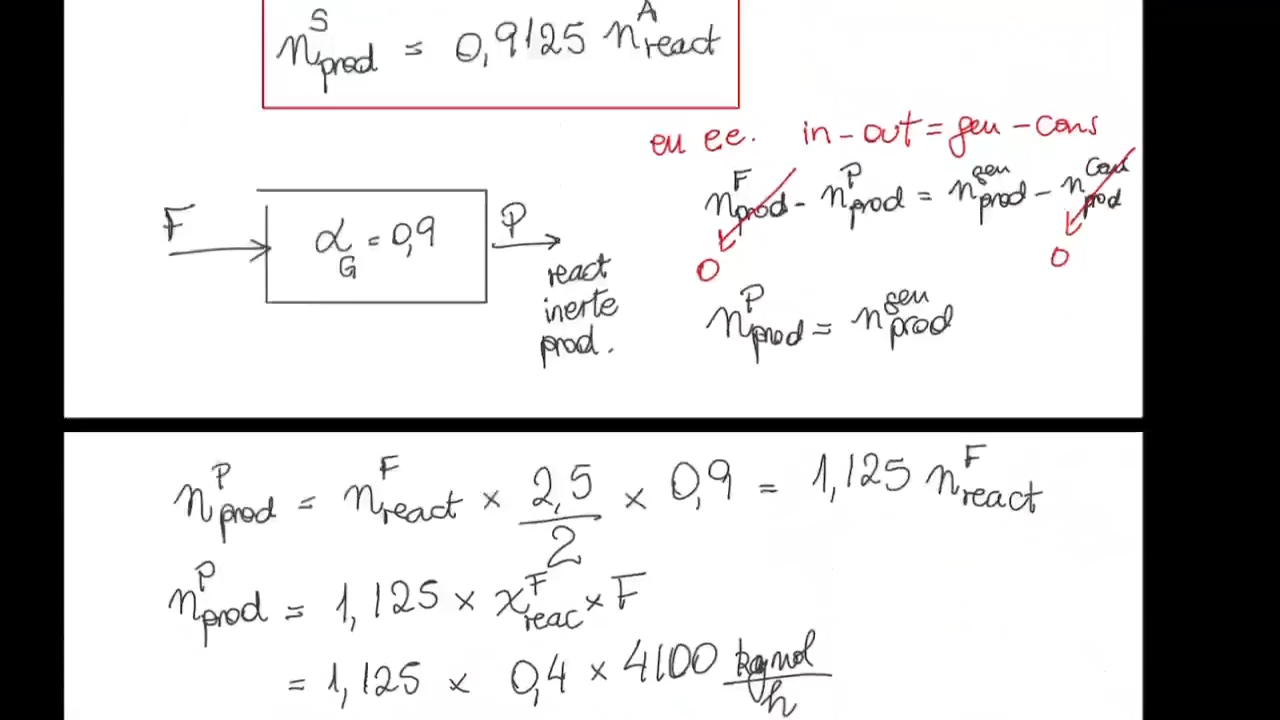 n^S_prod = 0,9125 n^A_react
eu ee. in-out = gen - cons
n^F_prod - n^P_prod = n^gen_prod - n^Cons_prod
0 0
F
α_G = 0,9
P
react
inerte
prod.
n^P_prod = n^gen_prod
n^P_prod = n^F_react × 2,5/2 × 0,9 = 1,125 n^F_react
n^P_prod = 1,125 × x^F_reac × F
= 1,125 × 0,4 × 4100 kgmol/h